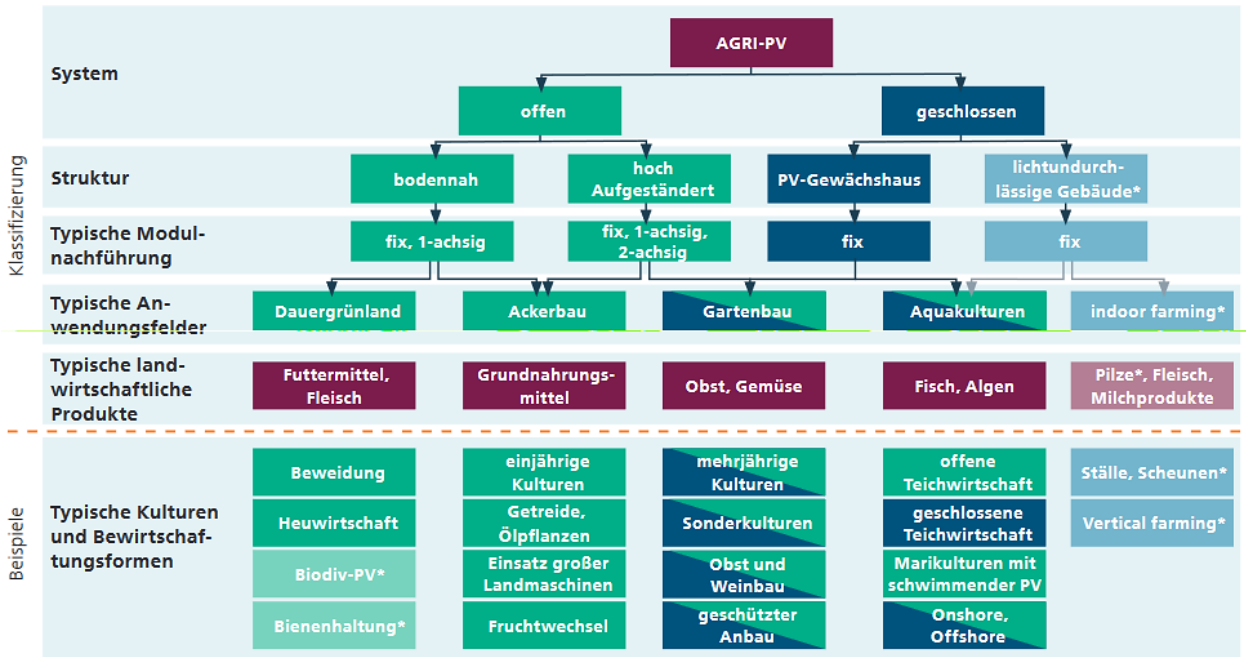 AGRI-PV
System
offen
geschlossen
Klassifizierung
Struktur
bodennah
hoch
Aufgeständert
PV-Gewächshaus
lichtundurch-
lässige Gebäude*
Typische Modul-
nachführung
fix, 1-achsig
fix, 1-achsig,
2-achsig
fix
fix
Typische An-
wendungsfelder
Dauergrünland
Ackerbau
Gartenbau
Aquakulturen
indoor farming*
Typische land-
wirtschaftliche
Produkte
Futtermittel,
Fleisch
Grundnahrungs-
mittel
Obst, Gemüse
Fisch, Algen
Pilze*, Fleisch,
Milchprodukte
Beispiele
Typische Kulturen
und Bewirtschaf-
tungsformen
Beweidung
Heuwirtschaft
Biodiv-PV*
Bienenhaltung*
einjährige
Kulturen
Getreide,
Ölpflanzen
Einsatz großer
Landmaschinen
Fruchtwechsel
mehrjährige
Kulturen
Sonderkulturen
Obst und
Weinbau
geschützter
Anbau
offene
Teichwirtschaft
geschlossene
Teichwirtschaft
Marikulturen mit
schwimmender PV
Onshore,
Offshore
Ställe, Scheunen*
Vertical farming*